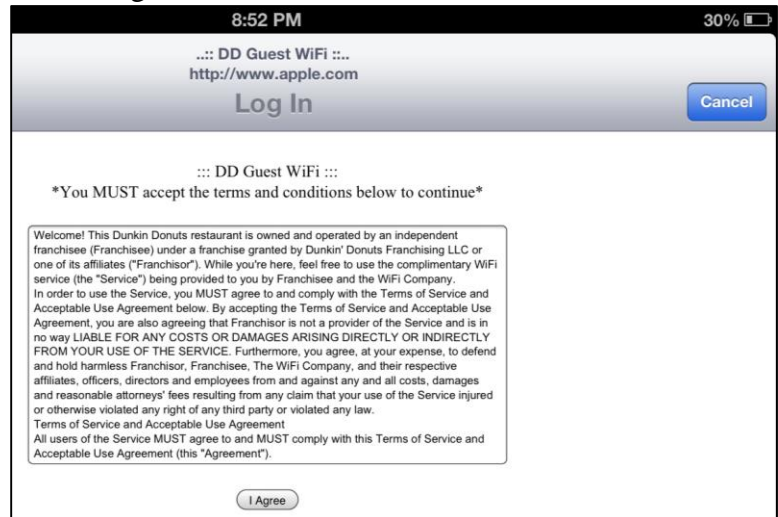 8:52 PM
30%
..:: DD Guest WiFi ::..
http://www.apple.com
Log In
Cancel
::: DD Guest WiFi :::
*You MUST accept the terms and conditions below to continue*
Welcome! This Dunkin Donuts restaurant is owned and operated by an independent
franchisee (Franchisee) under a franchise granted by Dunkin' Donuts Franchising LLC or
one of its affiliates ("Franchisor"). While you're here, feel free to use the complimentary WiFi
service (the "Service") being provided to you by Franchisee and the WiFi Company.
In order to use the Service, you MUST agree to and comply with the Terms of Service and
Acceptable Use Agreement below. By accepting the Terms of Service and Acceptable Use
Agreement, you are also agreeing that Franchisor is not a provider of the Service and is in
no way LIABLE FOR ANY COSTS OR DAMAGES ARISING DIRECTLY OR INDIRECTLY
FROM YOUR USE OF THE SERVICE. Furthermore, you agree, at your expense, to defend
and hold harmless Franchisor, Franchisee, The WiFi Company, and their respective
affiliates, officers, directors and employees from and against any and all costs, damages
and reasonable attorneys' fees resulting from any claim that your use of the Service injured
or otherwise violated any right of any third party or violated any law.
Terms of Service and Acceptable Use Agreement
All users of the Service MUST agree to and MUST comply with this Terms of Service and
Acceptable Use Agreement (this "Agreement").
I Agree